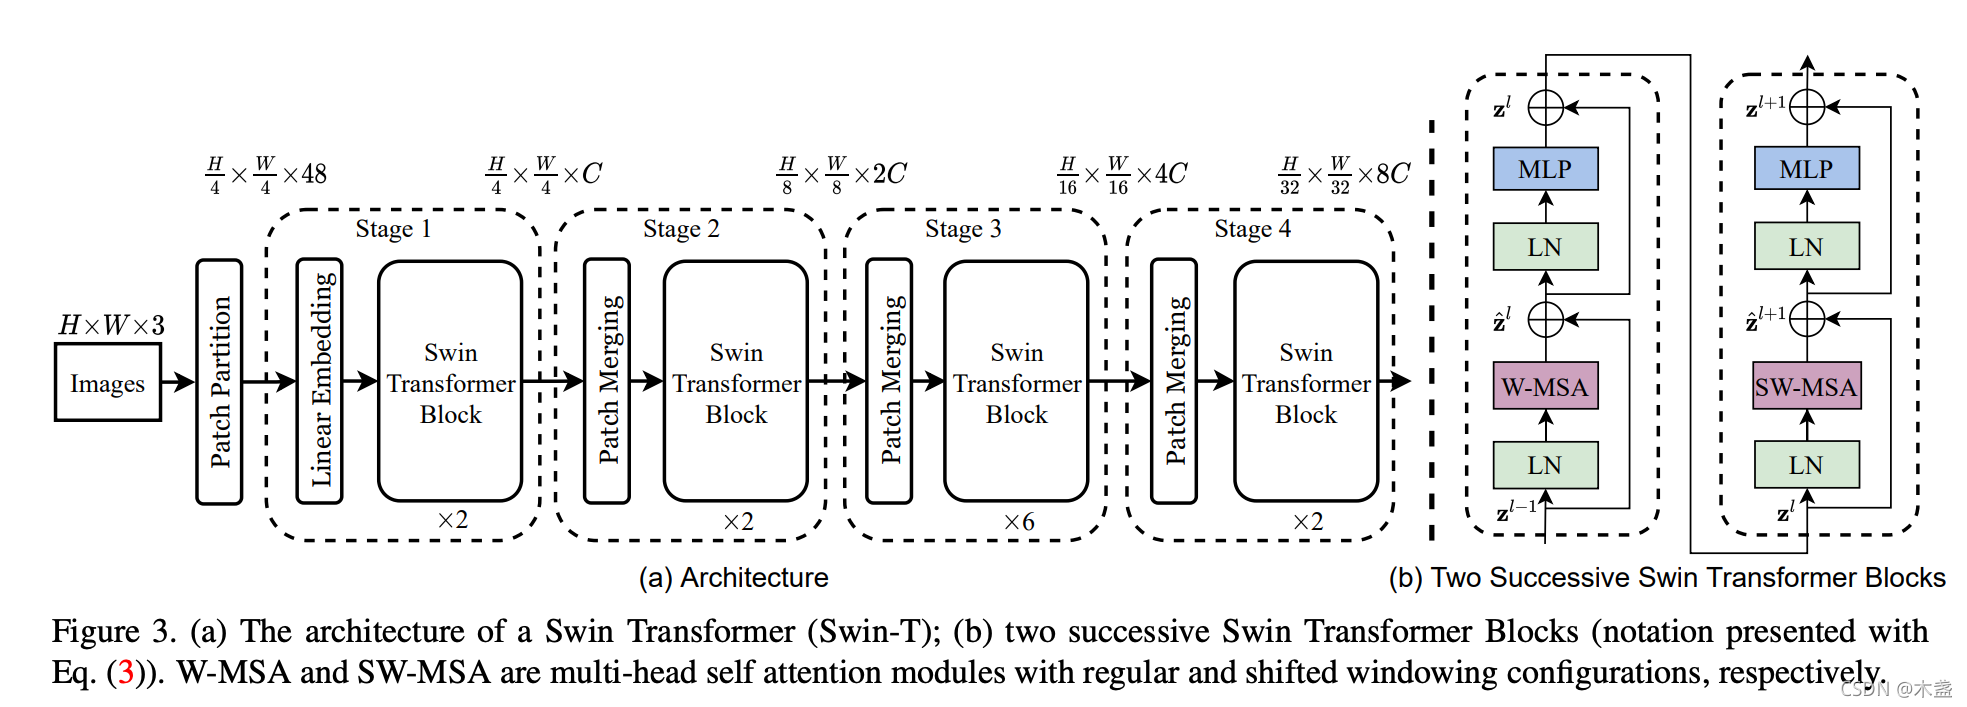 H/4 × W/4 × 48
H/4 × W/4 × C
H/8 × W/8 × 2C
H/16 × W/16 × 4C
H/32 × W/32 × 8C
H×W×3
Images
Patch Partition
Stage 1
Linear Embedding
Swin
Transformer
Block
×2
Stage 2
Patch Merging
Swin
Transformer
Block
×2
Stage 3
Patch Merging
Swin
Transformer
Block
×6
Stage 4
Patch Merging
Swin
Transformer
Block
×2
(a) Architecture
z^l
MLP
LN
ẑ^l
W-MSA
LN
z^{l-1}
z^{l+1}
MLP
LN
ẑ^{l+1}
SW-MSA
LN
z^l
(b) Two Successive Swin Transformer Blocks
Figure 3. (a) The architecture of a Swin Transformer (Swin-T); (b) two successive Swin Transformer Blocks (notation presented with
Eq. (3)). W-MSA and SW-MSA are multi-head self attention modules with regular and shifted windowing configurations, respectively.
CSDN @木盏